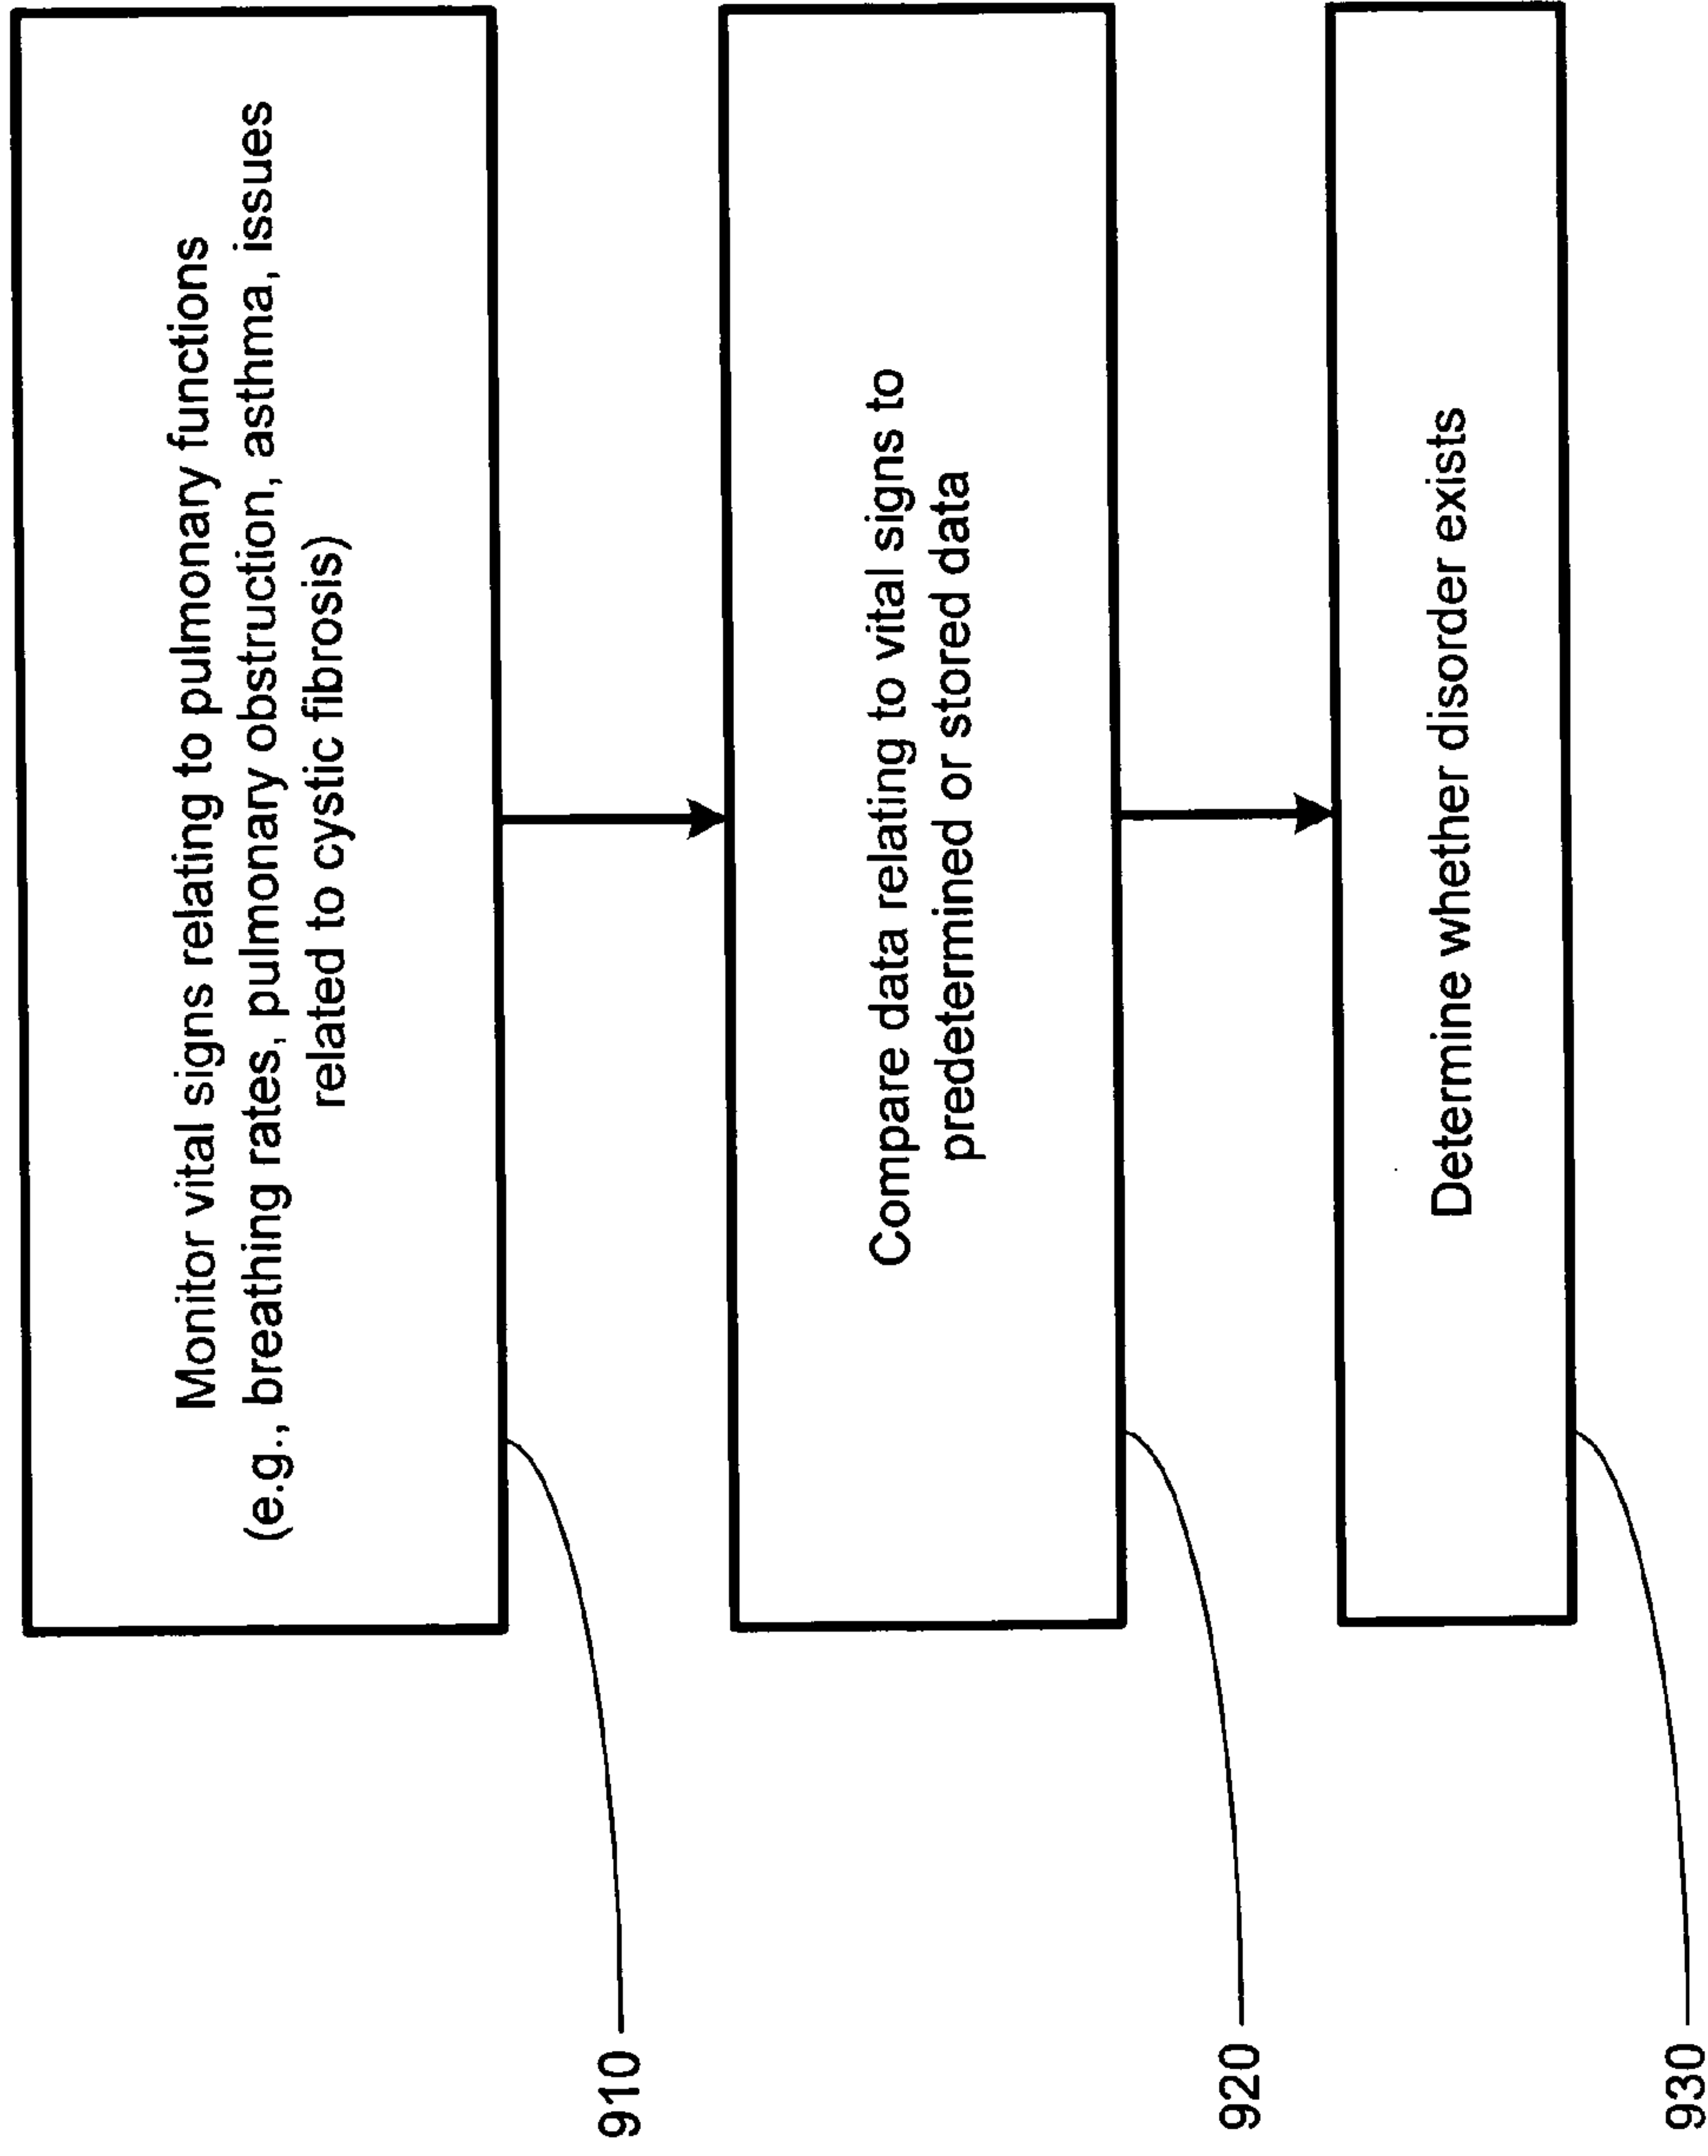 Monitor vital signs relating to pulmonary functions
(e.g., breathing rates, pulmonary obstruction, asthma, issues
related to cystic fibrosis)
910
Compare data relating to vital signs to
predetermined or stored data
920
Determine whether disorder exists
930